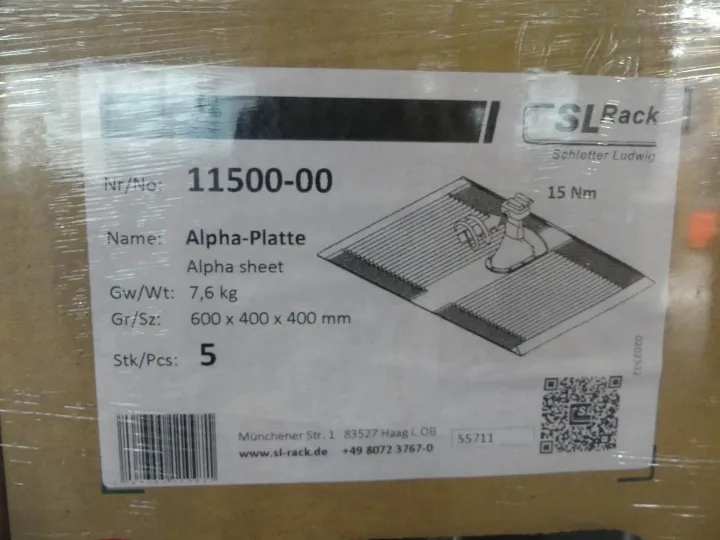 SL Rack
Schletter Ludwig
Nr/No: 11500-00
15 Nm
Name: Alpha-Platte
Alpha sheet
Gw/Wt: 7,6 kg
Gr/Sz: 600 x 400 x 400 mm
Stk/Pcs: 5
Münchener Str. 1 83527 Haag i. OB
www.sl-rack.de +49 8072 3767-0
55711
SL